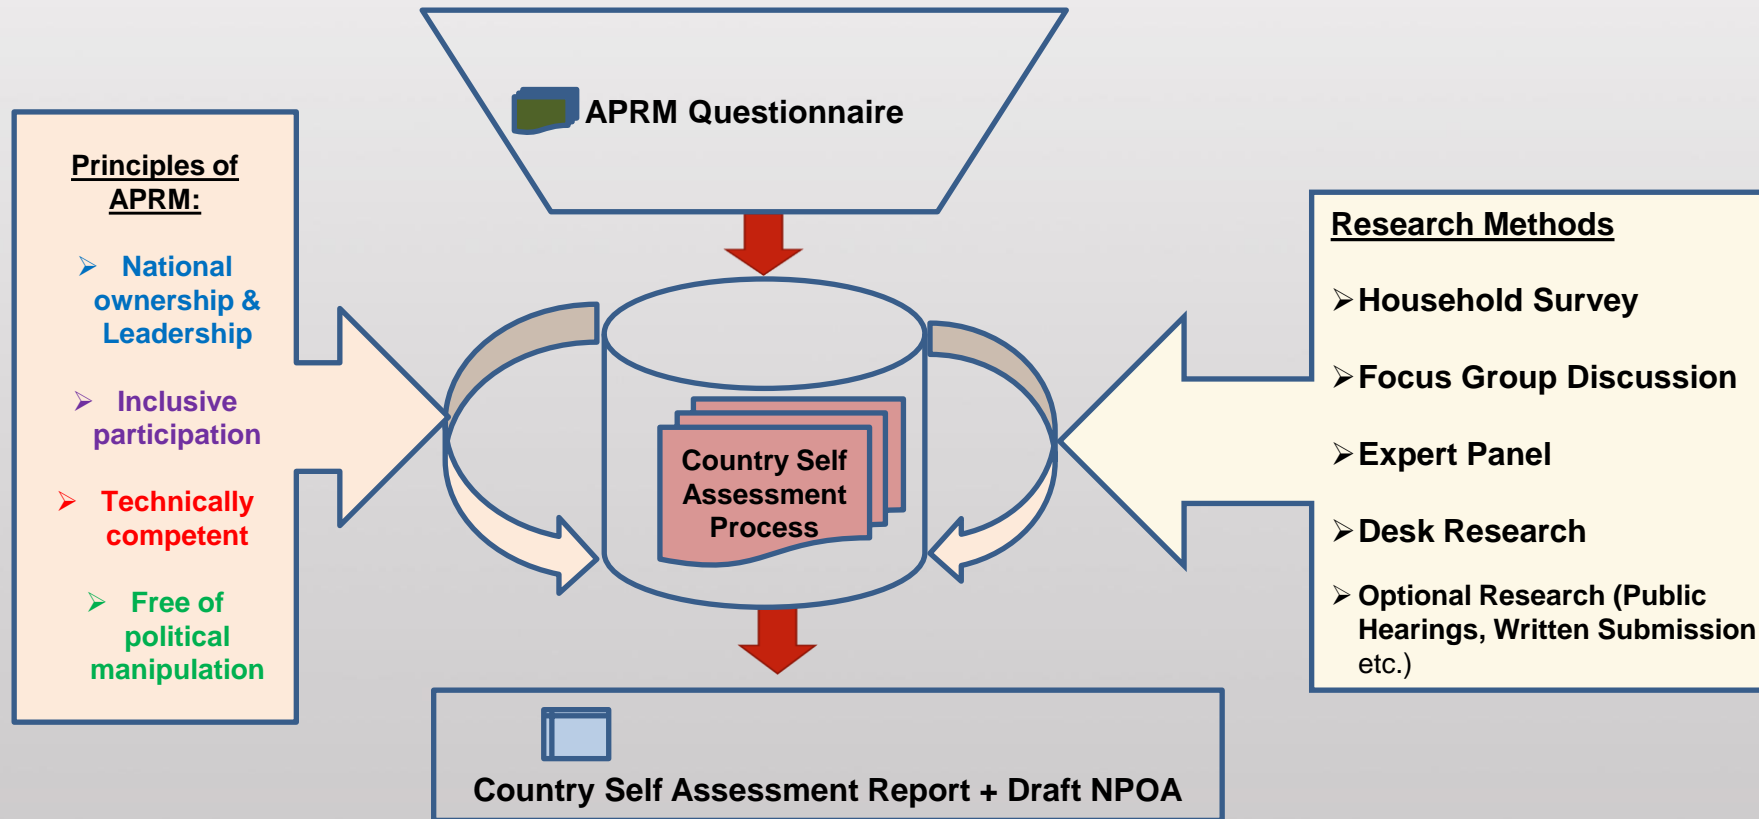 APRM Questionnaire
Principles of
APRM:
➢ National
ownership &
Leadership
➢ Inclusive
participation
➢ Technically
competent
➢ Free of
political
manipulation
Country Self
Assessment
Process
Research Methods
➢Household Survey
➢Focus Group Discussion
➢Expert Panel
➢Desk Research
➢Optional Research (Public
Hearings, Written Submission
etc.)
Country Self Assessment Report + Draft NPOA